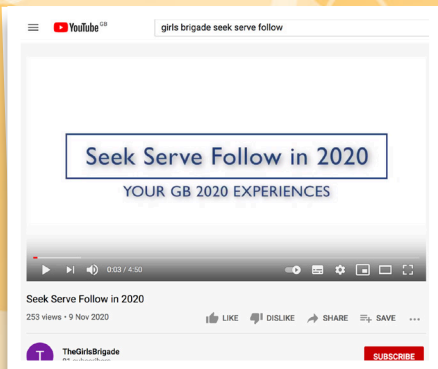 YouTube GB
girls brigade seek serve follow
Seek Serve Follow in 2020
YOUR GB 2020 EXPERIENCES
0:03 / 4:50
Seek Serve Follow in 2020
253 views • 9 Nov 2020 LIKE DISLIKE SHARE SAVE ...
T TheGirlsBrigade SUBSCRIBE